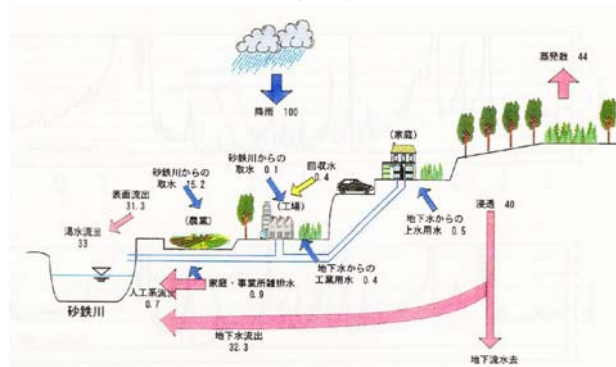 蒸発散 44
降雨 100
(家庭)
砂鉄川からの
取水 0.1
回収水
0.4
砂鉄川からの
取水 15.2
表面流出
31.3
(農業)
(工場)
浸透 40
地下水からの
上水用水 0.5
渇水流量
33
地下水からの
工業用水 0.4
人工系流出
0.7
家庭・事業所雑排水
0.9
砂鉄川
地下水流出
32.3
地下流水去